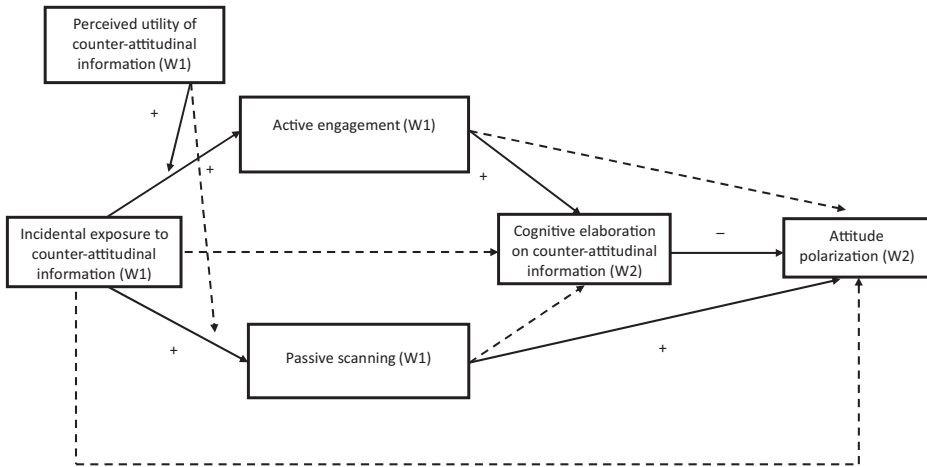 Perceived utility of
counter-attitudinal
information (W1)
+
Active engagement (W1)
+
+
Incidental exposure to
counter-attitudinal
information (W1)
Cognitive elaboration
on counter-attitudinal
information (W2)
–
Attitude
polarization (W2)
+
Passive scanning (W1)
+